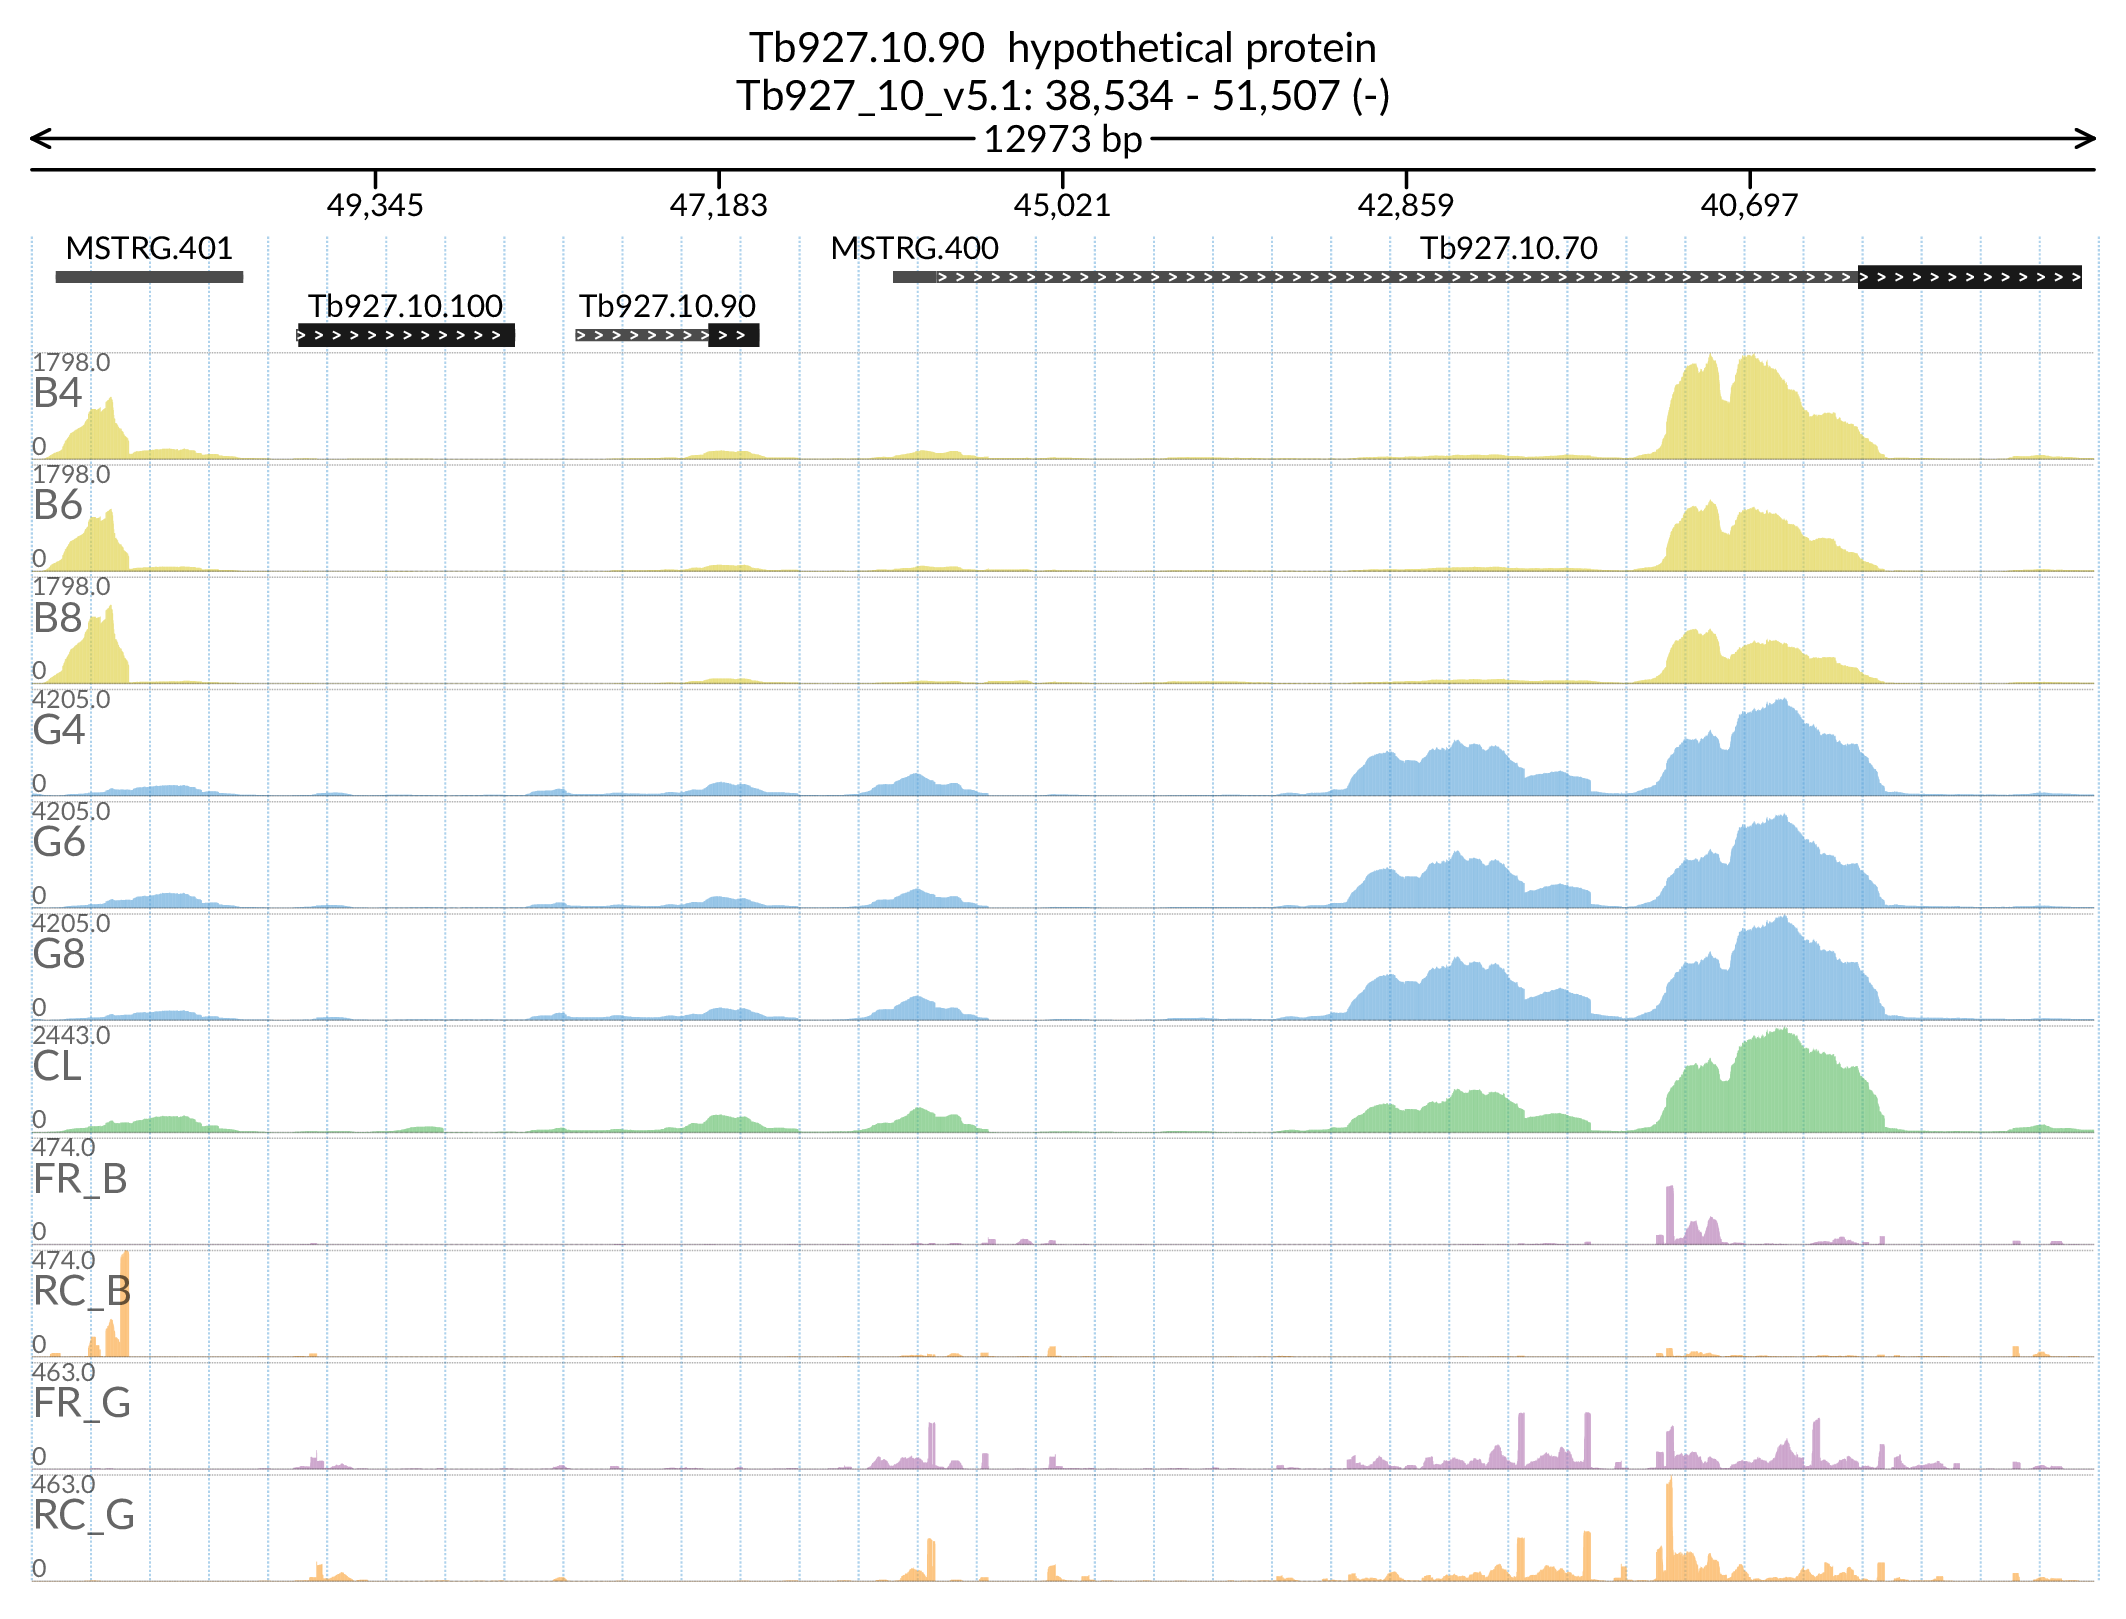 Tb927.10.90  hypothetical protein
Tb927_10_v5.1: 38,534 - 51,507 (-)
12973 bp
49,345 47,183 45,021 42,859 40,697
MSTRG.401 MSTRG.400 Tb927.10.70
Tb927.10.100 Tb927.10.90
1798.0
B4
0
1798.0
B6
0
1798.0
B8
0
4205.0
G4
0
4205.0
G6
0
4205.0
G8
0
2443.0
CL
0
474.0
FR_B
0
474.0
RC_B
0
463.0
FR_G
0
463.0
RC_G
0